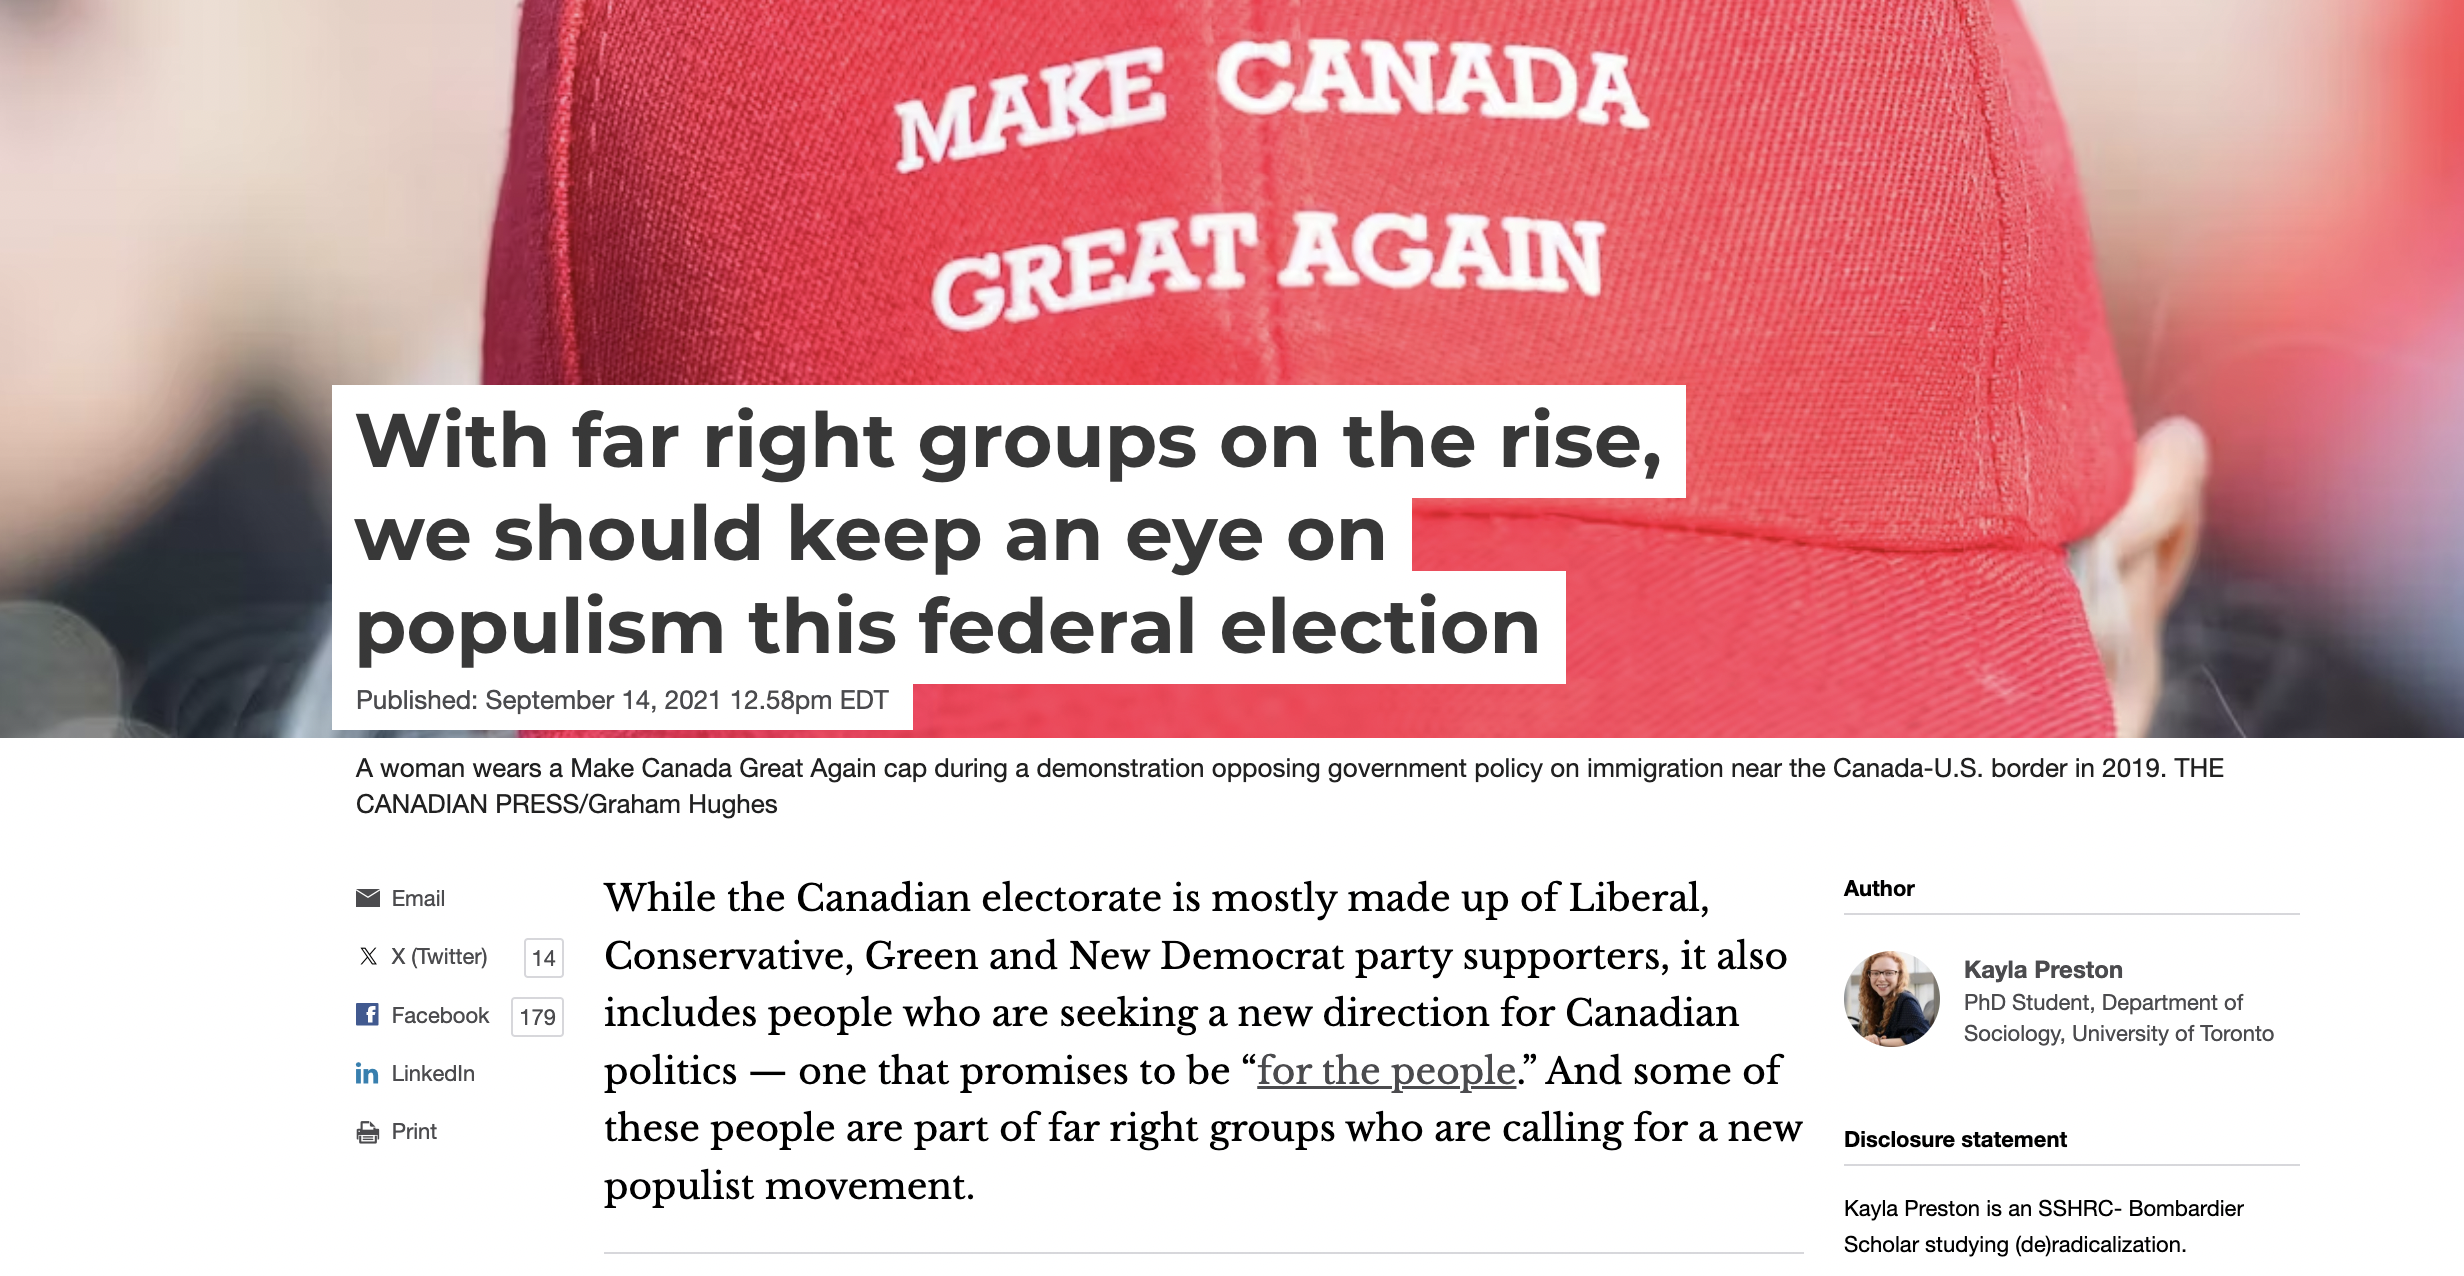 MAKE CANADA
GREAT AGAIN
With far right groups on the rise,
we should keep an eye on
populism this federal election
Published: September 14, 2021 12.58pm EDT
A woman wears a Make Canada Great Again cap during a demonstration opposing government policy on immigration near the Canada-U.S. border in 2019. THE
CANADIAN PRESS/Graham Hughes
Email
X (Twitter) 14
Facebook 179
LinkedIn
Print
While the Canadian electorate is mostly made up of Liberal,
Conservative, Green and New Democrat party supporters, it also
includes people who are seeking a new direction for Canadian
politics — one that promises to be “for the people.” And some of
these people are part of far right groups who are calling for a new
populist movement.
Author
Kayla Preston
PhD Student, Department of
Sociology, University of Toronto
Disclosure statement
Kayla Preston is an SSHRC- Bombardier
Scholar studying (de)radicalization.